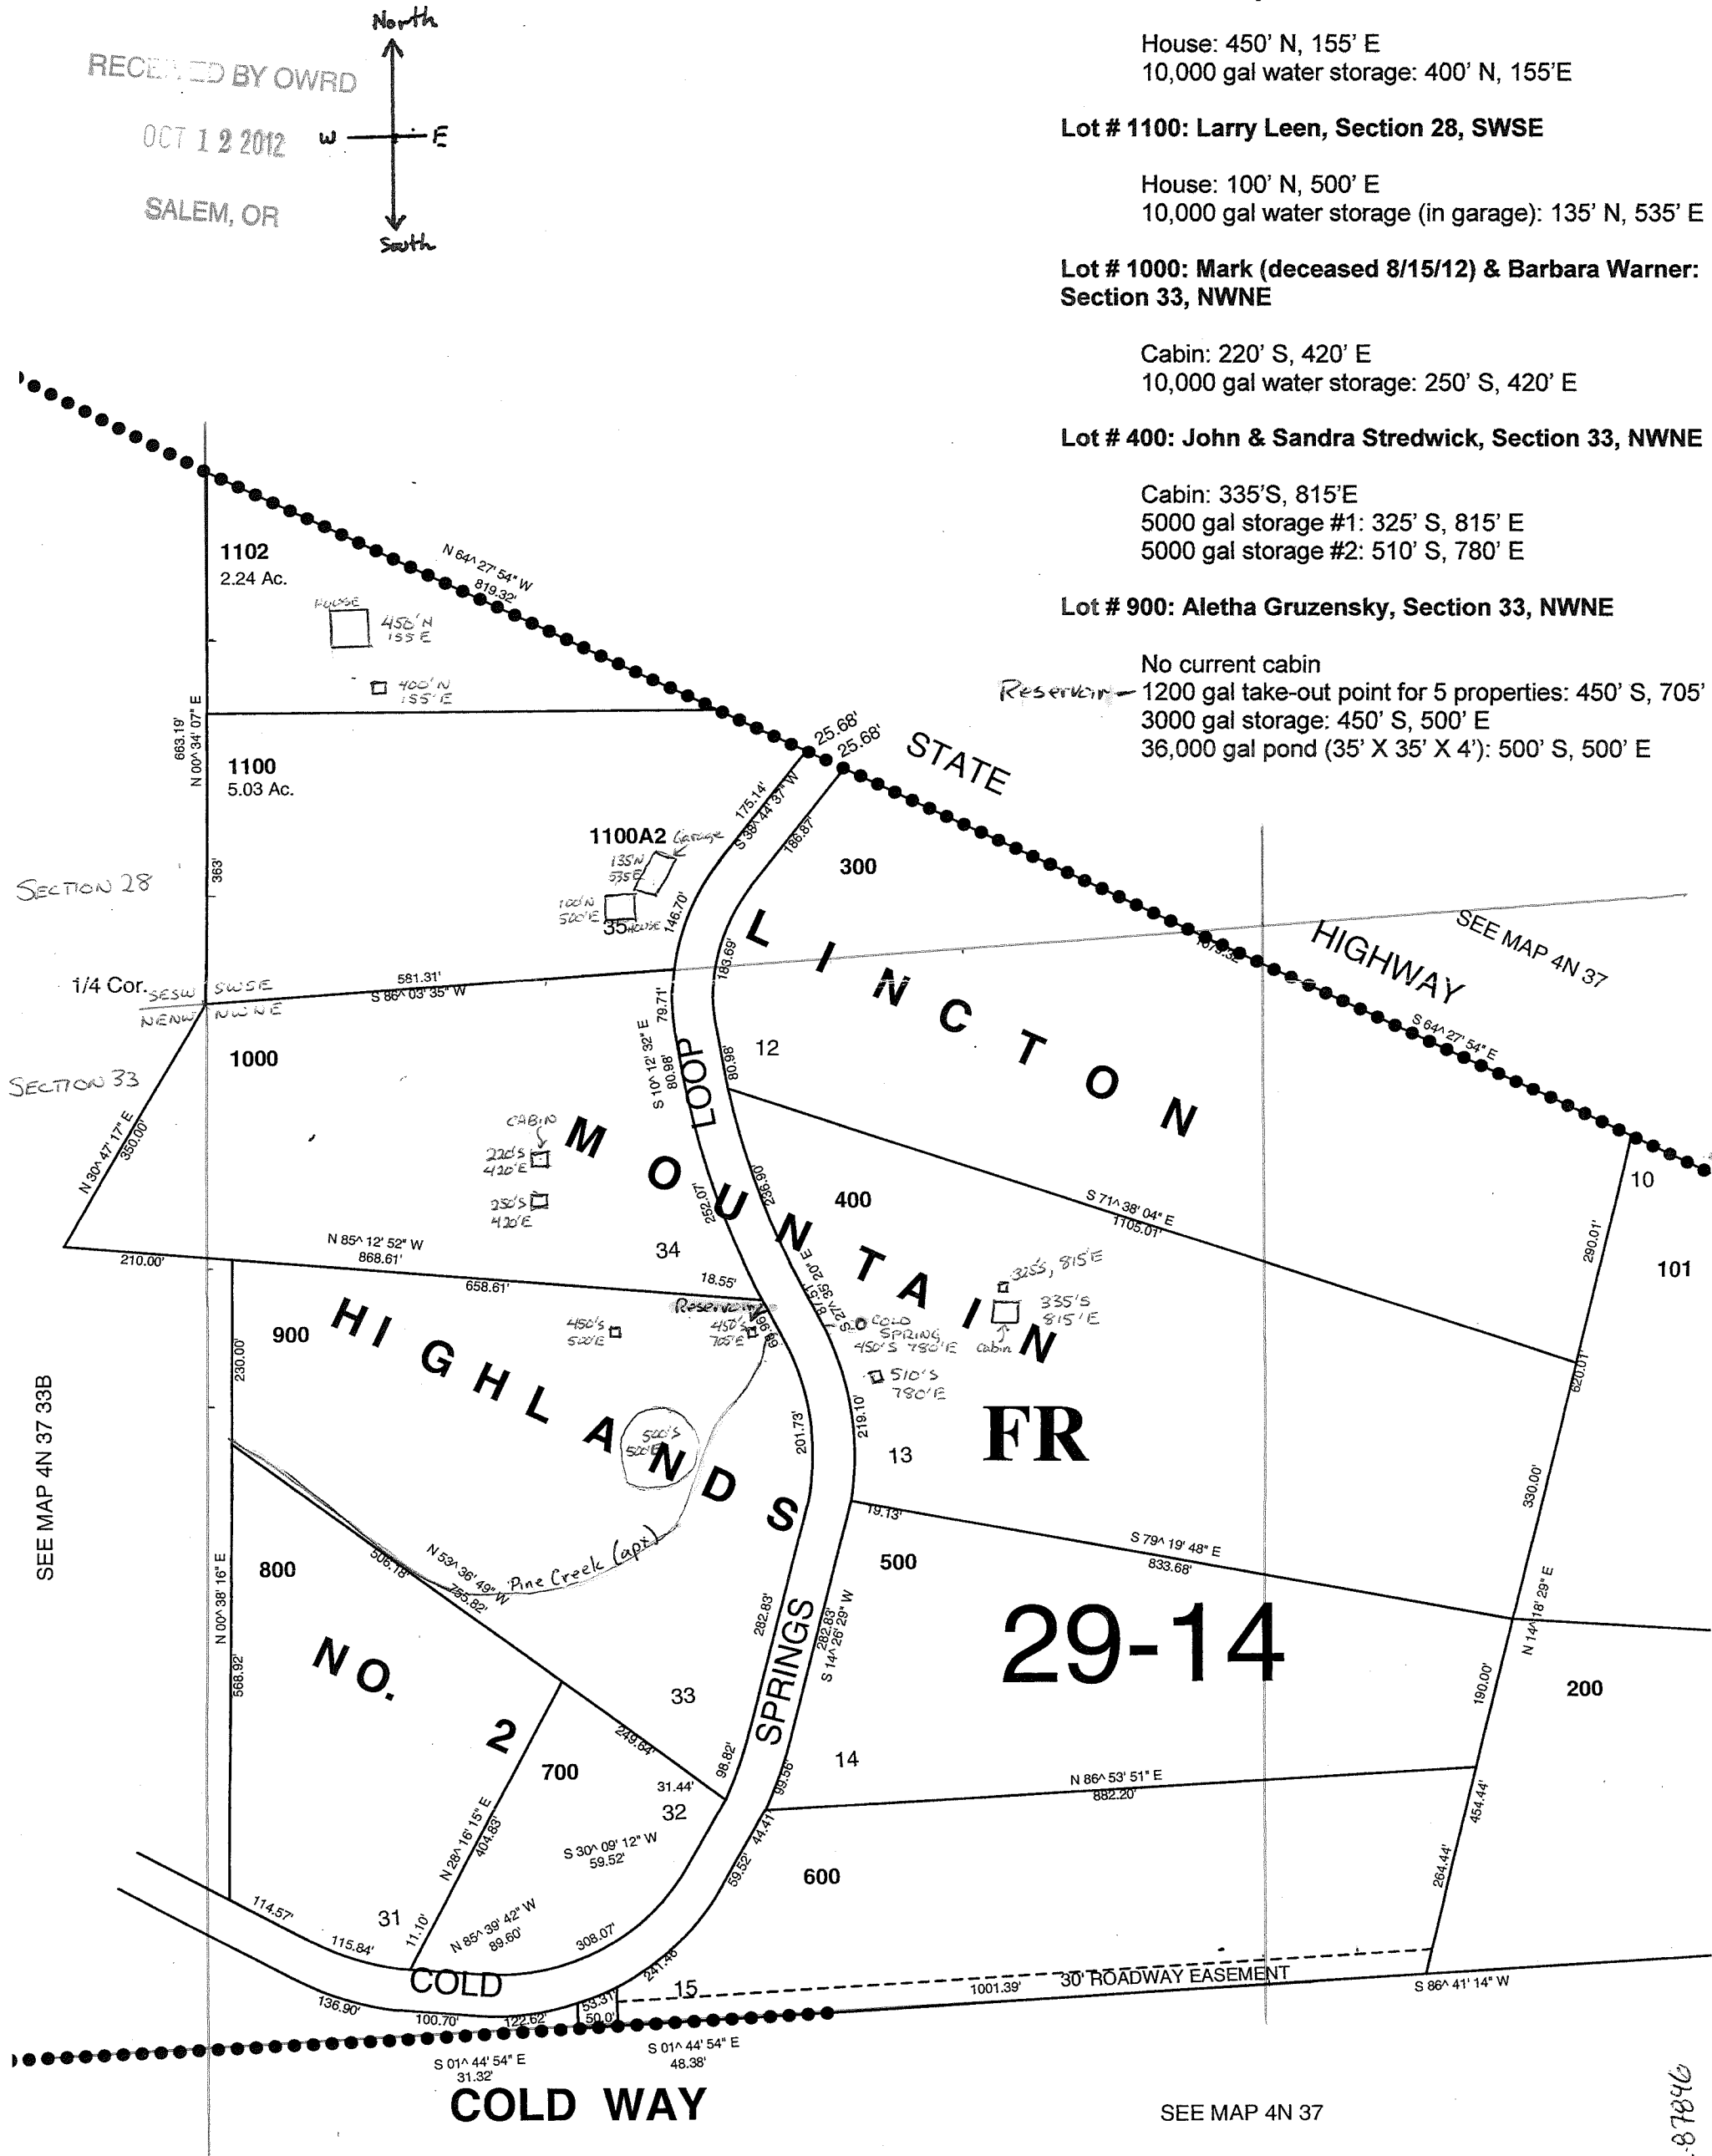 North
RECEIVED BY OWRD
OCT 12 2012
W E
SALEM, OR
South
House: 450' N, 155' E
10,000 gal water storage: 400' N, 155'E
Lot # 1100: Larry Leen, Section 28, SWSE
House: 100' N, 500' E
10,000 gal water storage (in garage): 135' N, 535' E
Lot # 1000: Mark (deceased 8/15/12) & Barbara Warner:
Section 33, NWNE
Cabin: 220' S, 420' E
10,000 gal water storage: 250' S, 420' E
Lot # 400: John & Sandra Stredwick, Section 33, NWNE
Cabin: 335'S, 815'E
5000 gal storage #1: 325' S, 815' E
5000 gal storage #2: 510' S, 780' E
Lot # 900: Aletha Gruzensky, Section 33, NWNE
No current cabin
Reservoir
1200 gal take-out point for 5 properties: 450' S, 705'
3000 gal storage: 450' S, 500' E
36,000 gal pond (35' X 35' X 4'): 500' S, 500' E
1102
2.24 Ac.
N 64^ 27' 54" W
819.32'
HOUSE
450'N
155 E
400'N
155'E
663.19'
N 00^ 34' 07" E
1100
5.03 Ac.
363'
25.68'
25.68'
STATE
HIGHWAY
175.14'
S 38^ 44' 37" W
186.87'
1100A2
Garage
135N
535E
100'N
500'E
35
HOUSE
146.70'
300
183.69'
SECTION 28
SEE MAP 4N 37
1679.32'
S 64^ 27' 54" E
1/4 Cor.
SESW SWSE
NENW NWNE
581.31'
S 86^ 03' 35" W
SECTION 33
1000
N 30^ 47' 17" E
350.00'
79.71'
S 10^ 12' 32" E
80.98'
80.98'
12
LOOP
LINCTON
MOUNTAIN
HIGHLANDS
NO. 2
CABIN
220'S
420'E
250'S
420'E
252.07'
236.90'
400
S 71^ 38' 04" E
1105.01'
10
290.01'
101
34
N 85^ 12' 52" W
868.61'
210.00'
658.61'
18.55'
Reservoir
450'S
500'E
450'S
705'E
68.96'
87.51'
S 27^ 35' 20" E
COLD
SPRING
450'S 780'E
325'S, 815'E
335'S
815'E
Cabin
510'S
780'E
620.01'
900
230.00'
SEE MAP 4N 37 33B
500'S
500'E
201.73'
219.10'
13
FR
330.00'
19.13'
S 79^ 19' 48" E
833.68'
500
800
506.18'
N 53^ 36' 49" W
755.82'
Pine Creek (apx)
N 00^ 38' 16" E
568.92'
282.83'
282.83'
S 14^ 26' 29" W
SPRINGS
29-14
N 14^ 18' 29" E
190.00'
200
33
249.64'
700
98.82'
99.56'
14
31.44'
32
N 86^ 53' 51" E
882.20'
454.44'
N 28^ 16' 15" E
404.83'
S 30^ 09' 12" W
59.52'
44.41'
59.52'
600
264.44'
114.57'
31
115.84'
11.10'
N 85^ 39' 42" W
89.60'
308.07'
241.48'
COLD
136.90'
100.70'
122.62'
53.31'
50.0'
15
1001.39'
30' ROADWAY EASEMENT
S 86^ 41' 14" W
S 01^ 44' 54" E
31.32'
S 01^ 44' 54" E
48.38'
COLD WAY
SEE MAP 4N 37
-87846